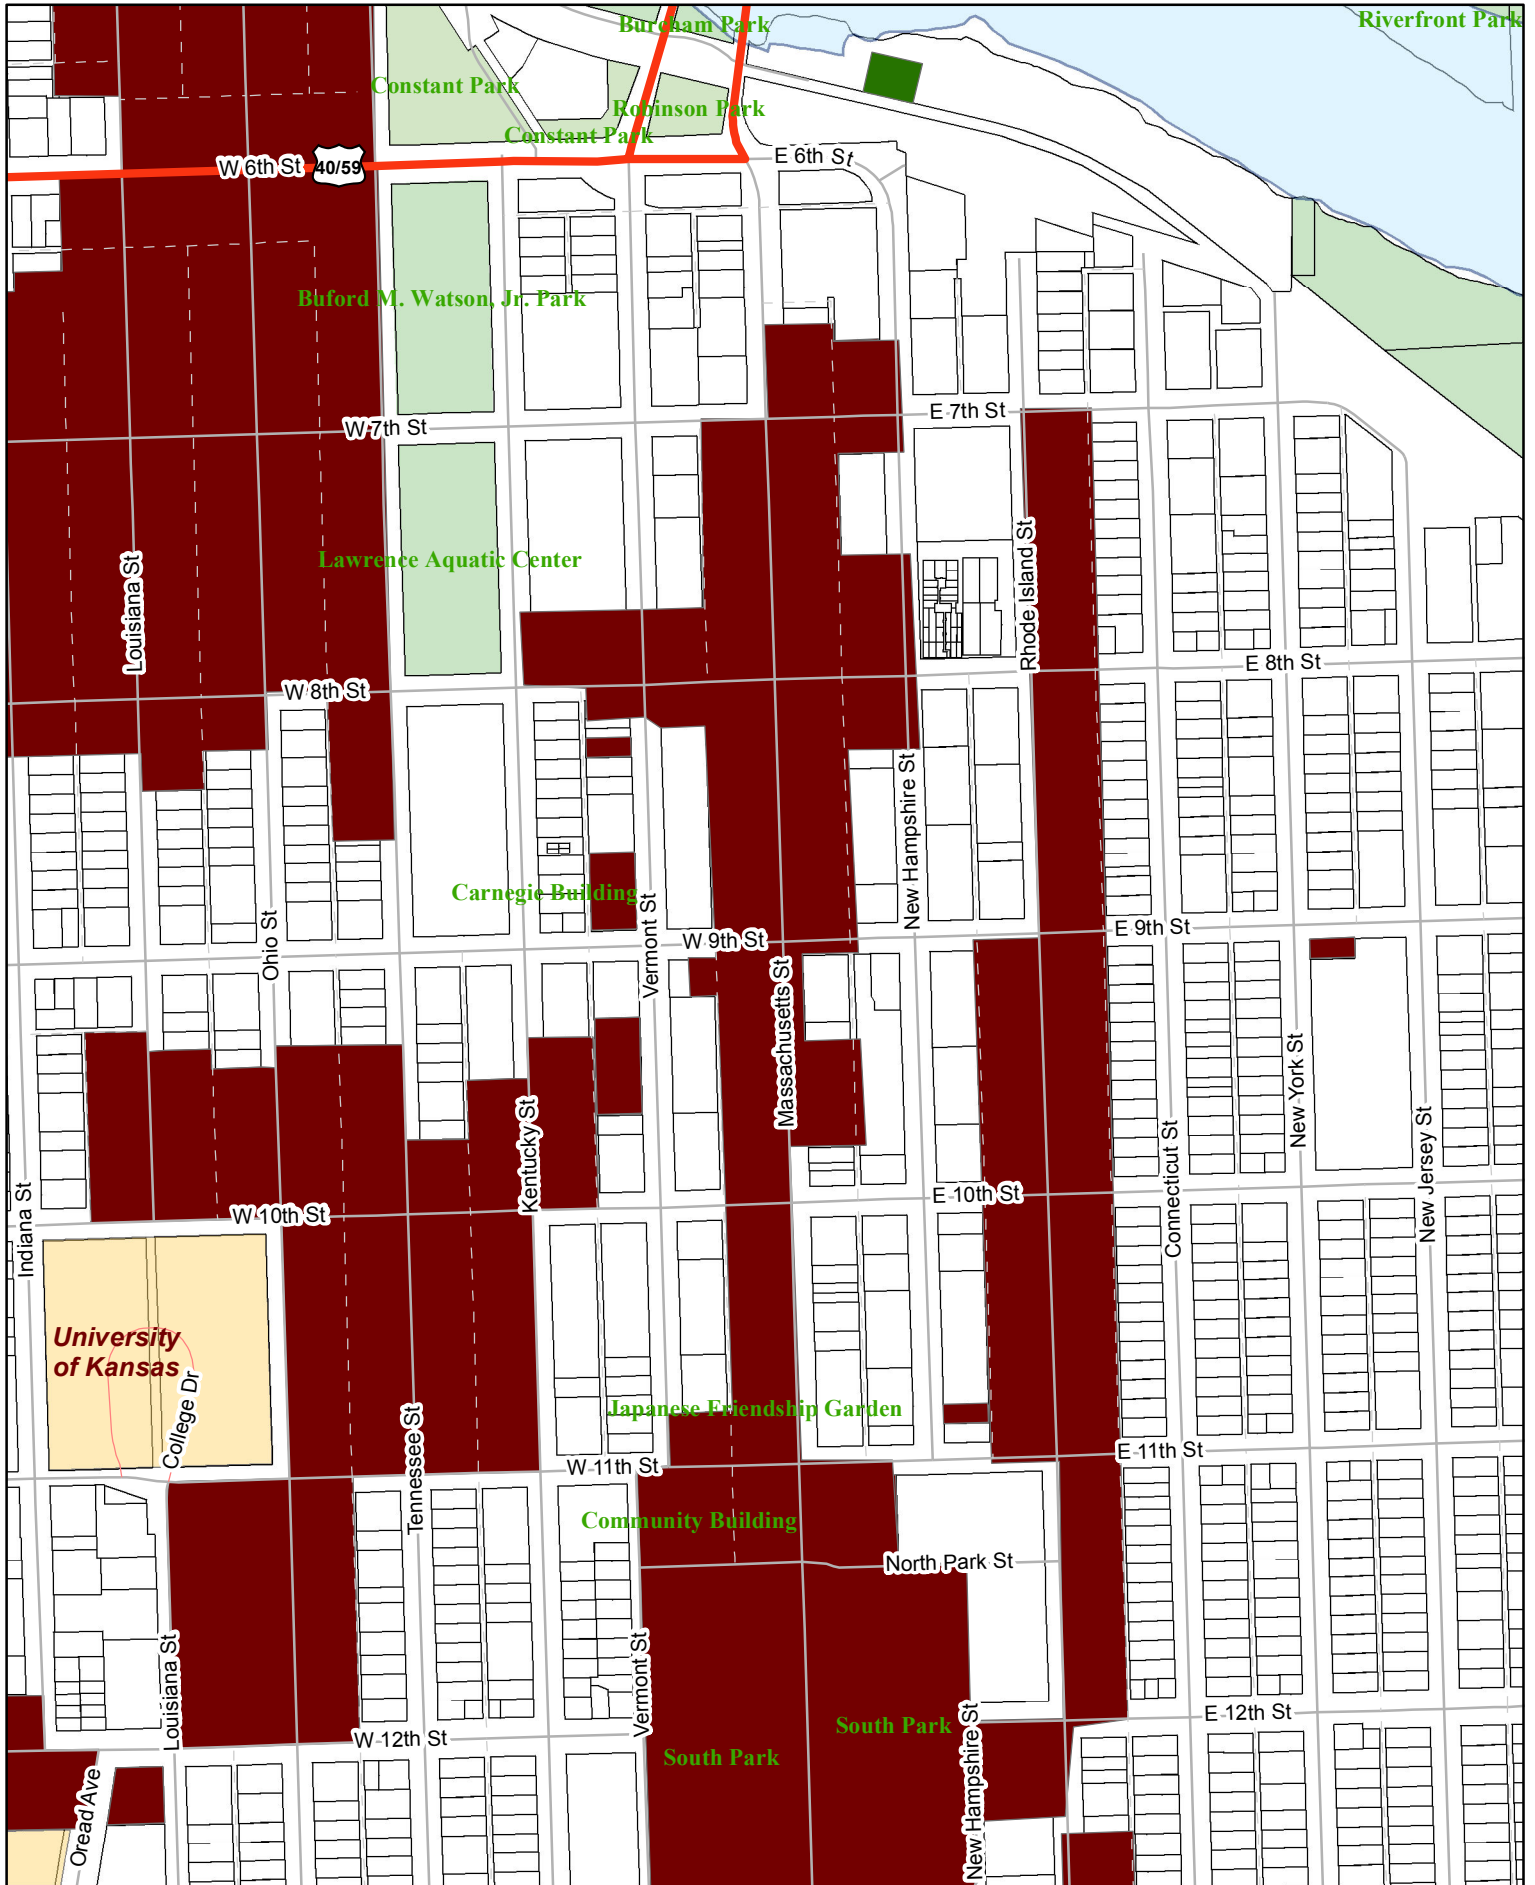 Burcham Park
Riverfront Park
Constant Park
Robinson Park
Constant Park
W 6th St
40/59
E 6th St
Buford M. Watson, Jr. Park
E 7th St
W 7th St
Lawrence Aquatic Center
Louisiana St
Rhode Island St
E 8th St
W 8th St
New Hampshire St
Carnegie Building
Vermont St
Ohio St
W 9th St
E 9th St
Massachusetts St
New York St
Kentucky St
Connecticut St
New Jersey St
Indiana St
W 10th St
E 10th St
University
of Kansas
College Dr
Tennessee St
Japanese Friendship Garden
W 11th St
E 11th St
Community Building
North Park St
Louisiana St
Vermont St
New Hampshire St
South Park
E 12th St
W 12th St
South Park
Oread Ave